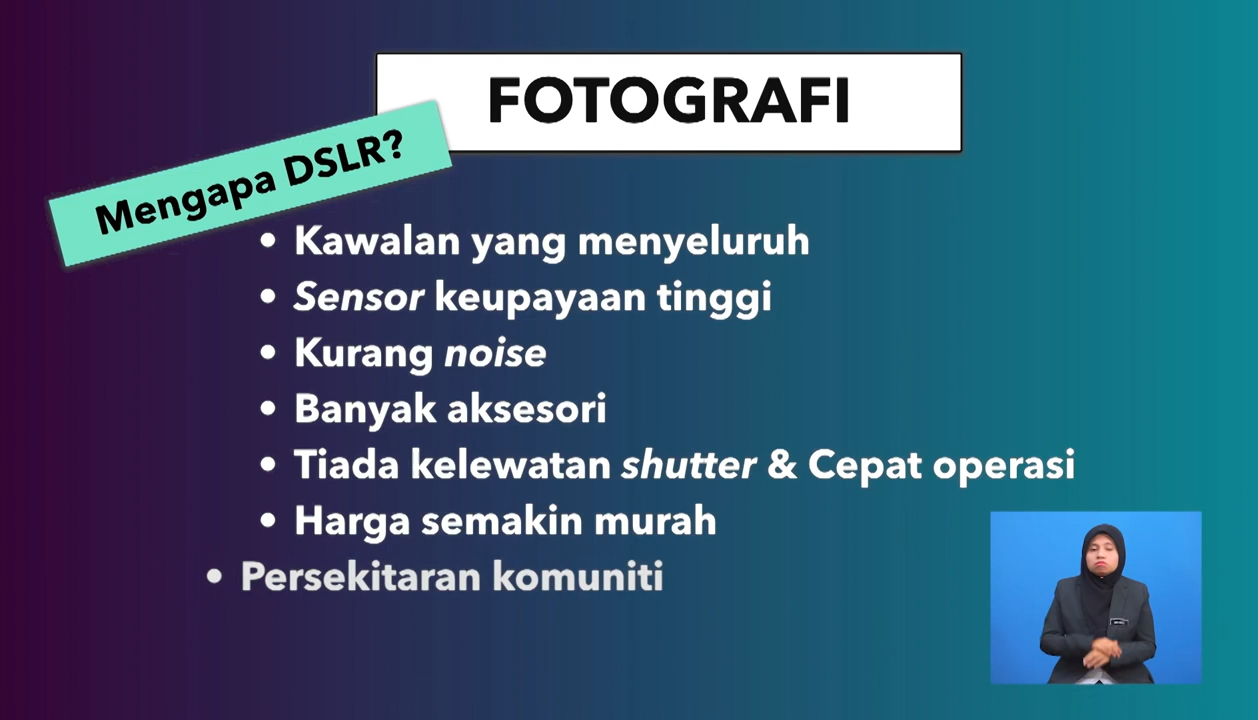 FOTOGRAFI
Mengapa DSLR?
• Kawalan yang menyeluruh
• Sensor keupayaan tinggi
• Kurang noise
• Banyak aksesori
• Tiada kelewatan shutter & Cepat operasi
• Harga semakin murah
• Persekitaran komuniti